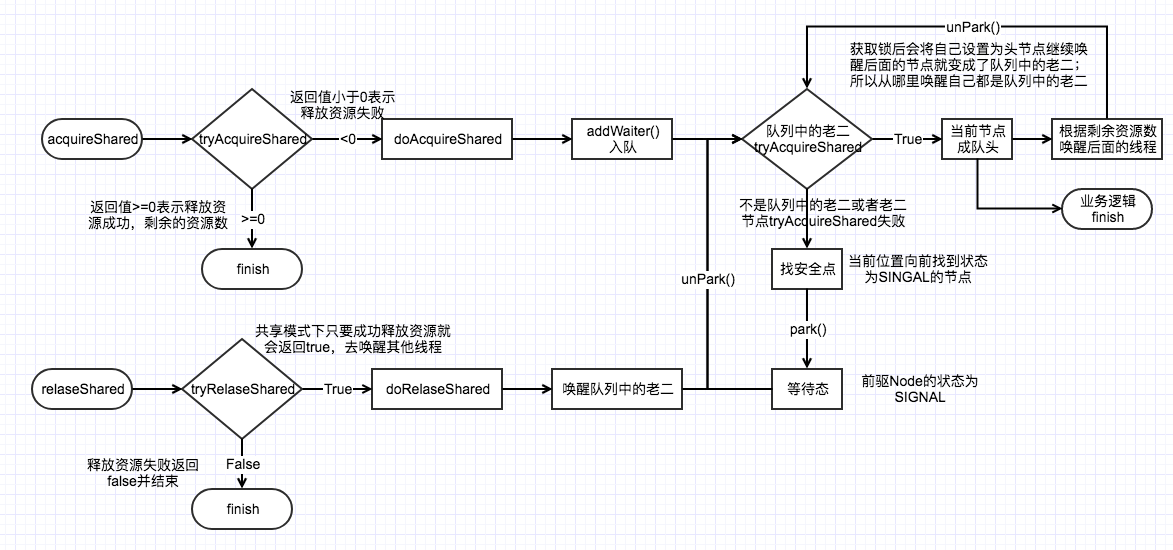 unPark()
获取锁后会将自己设置为头节点继续唤
醒后面的节点就变成了队列中的老二；
所以从哪里唤醒自己都是队列中的老二
返回值小于0表示
释放资源失败
acquireShared
tryAcquireShared
<0
doAcquireShared
addWaiter()
入队
队列中的老二
tryAcquireShared
True
当前节点
成队头
根据剩余资源数
唤醒后面的线程
返回值>=0表示释放资
源成功，剩余的资源数
>=0
不是队列中的老二或者老二
节点tryAcquireShared失败
业务逻辑
finish
finish
unPark()
找安全点
当前位置向前找到状态
为SINGAL的节点
park()
共享模式下只要成功释放资源就
会返回true，去唤醒其他线程
relaseShared
tryRelaseShared
True
doRelaseShared
唤醒队列中的老二
等待态
前驱Node的状态为
SIGNAL
释放资源失败返回
false并结束
False
finish